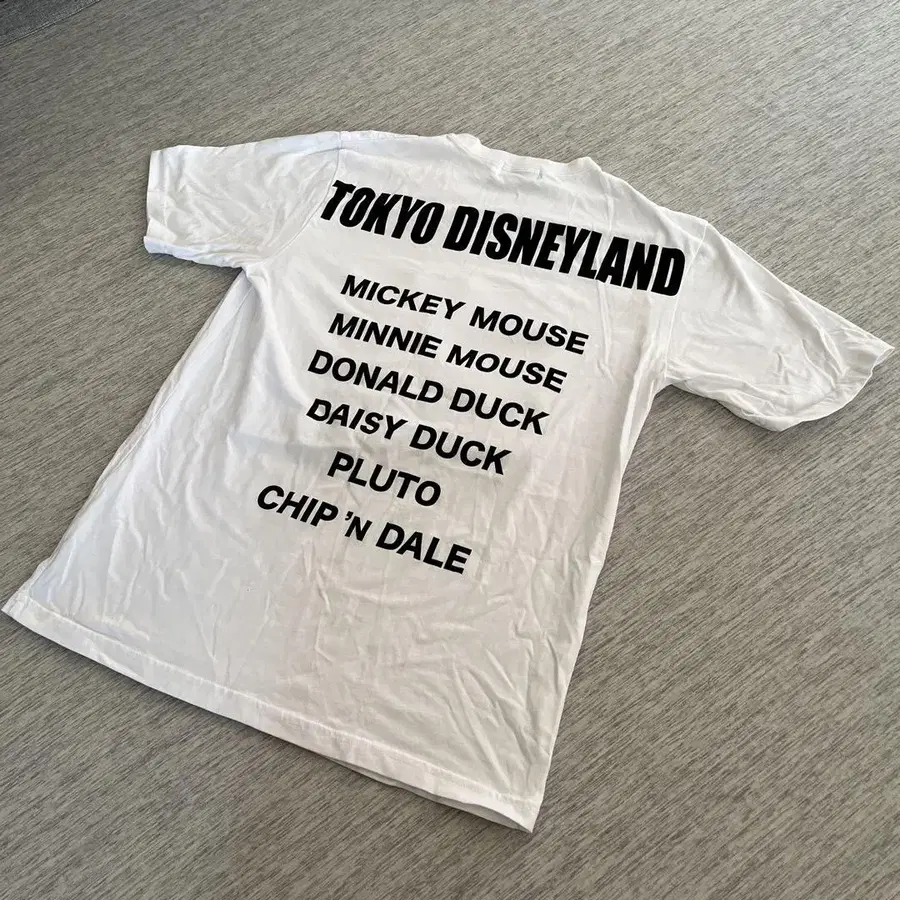 TOKYO DISNEYLAND
MICKEY MOUSE
MINNIE MOUSE
DONALD DUCK
DAISY DUCK
PLUTO
CHIP 'N DALE